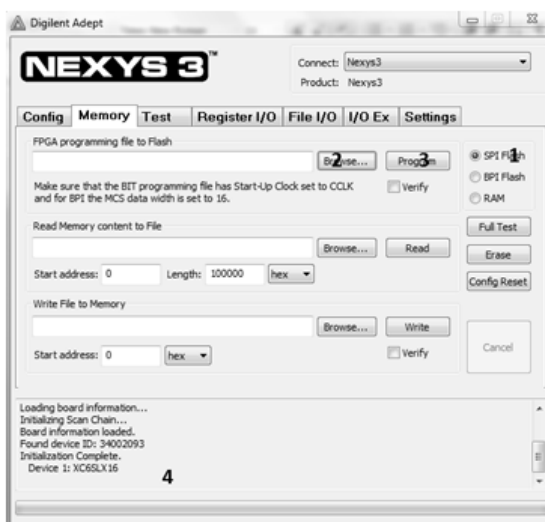 Digilent Adept
NEXYS 3™
Connect: Nexys3
Product: Nexys3
Config Memory Test Register I/O File I/O I/O Ex Settings
FPGA programming file to Flash
Browse... 2 Program 3
Make sure that the BIT programming file has Start-Up Clock set to CCLK
and for BPI the MCS data width is set to 16.
Verify
SPI Flash 1
BPI Flash
RAM
Full Test
Erase
Config Reset
Cancel
Read Memory content to File
Browse... Read
Start address: 0 Length: 100000 hex
Write File to Memory
Browse... Write
Start address: 0 hex
Verify
Loading board information...
Initializing Scan Chain...
Board information loaded.
Found device ID: 34002093
Initialization Complete.
Device 1: XC6SLX16
4